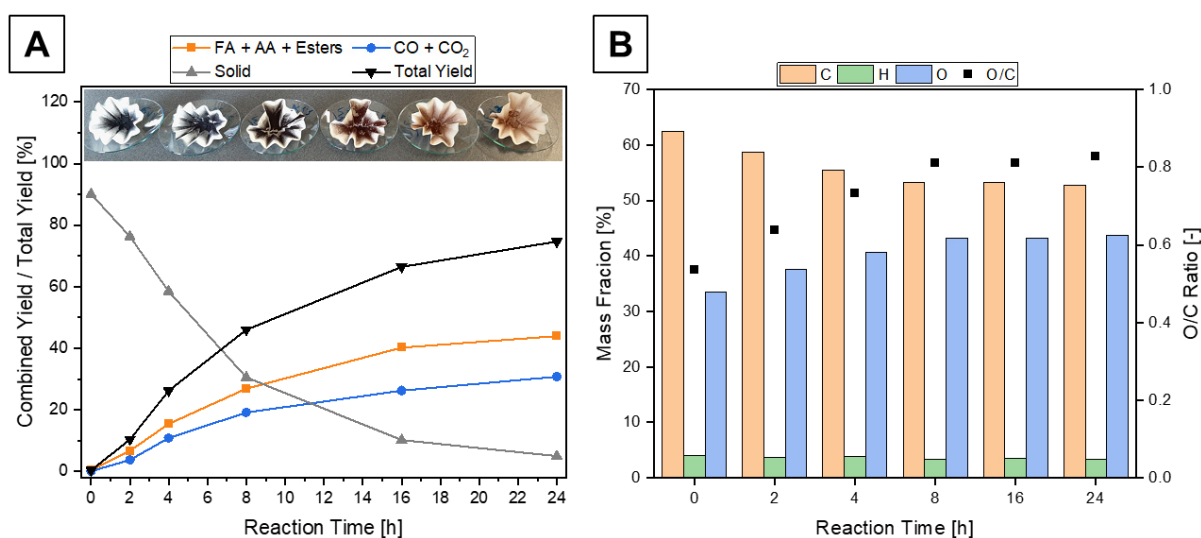 A
FA + AA + Esters
CO + CO₂
Solid
Total Yield
Combined Yield / Total Yield [%]
120
100
80
60
40
20
0
0 2 4 6 8 10 12 14 16 18 20 22 24
Reaction Time [h]
B
C H O O/C
Mass Fracion [%]
70
60
50
40
30
20
10
0
1.0
0.8
0.6
0.4
0.2
0.0
O/C Ratio [-]
0 2 4 8 16 24
Reaction Time [h]